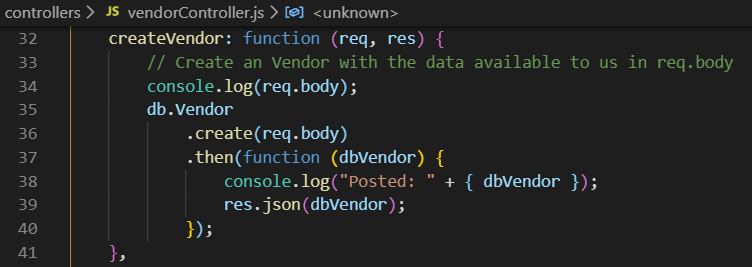 controllers > JS vendorController.js > <unknown>
32 createVendor: function (req, res) {
33 // Create an Vendor with the data available to us in req.body
34 console.log(req.body);
35 db.Vendor
36 .create(req.body)
37 .then(function (dbVendor) {
38 console.log("Posted: " + { dbVendor });
39 res.json(dbVendor);
40 });
41 },